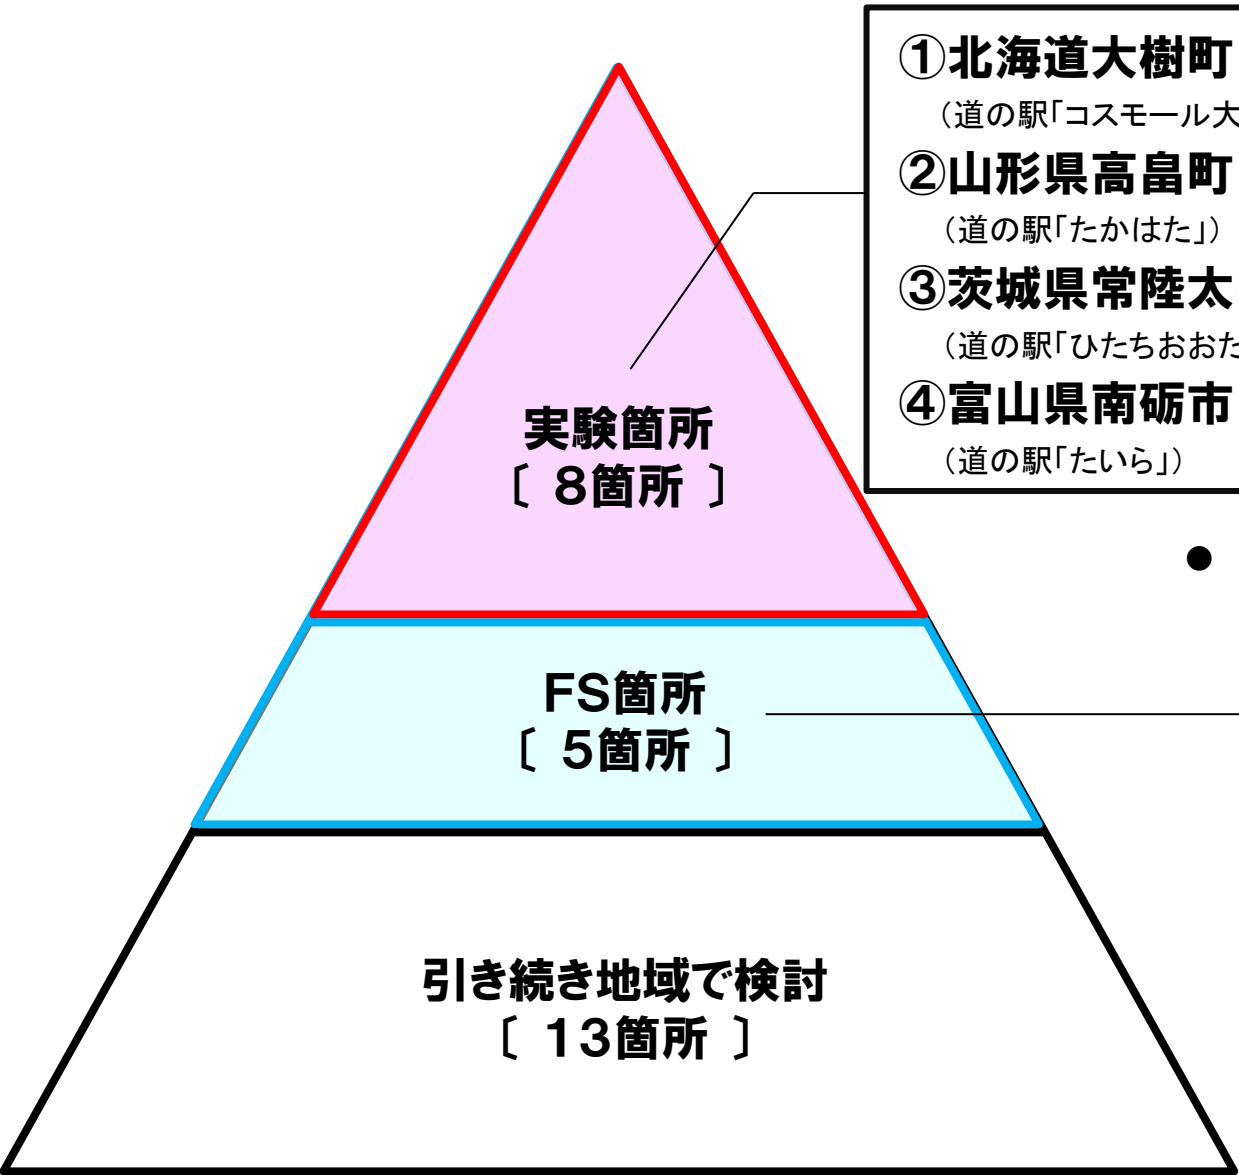 ①北海道大樹町
（道の駅「コスモール大
②山形県高畠町
（道の駅「たかはた」）
③茨城県常陸太
（道の駅「ひたちおおた
④富山県南砺市
（道の駅「たいら」）
実験箇所
〔 8箇所 〕
●
FS箇所
〔 5箇所 〕
引き続き地域で検討
〔 13箇所 〕